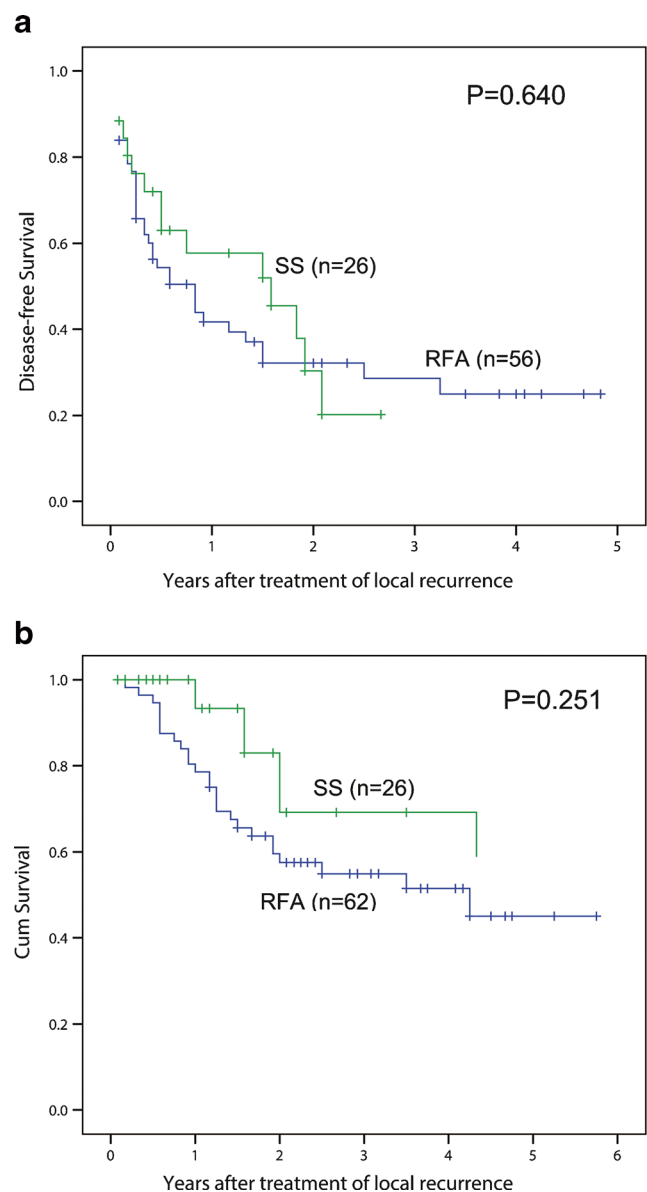 a
1.0
P=0.640
0.8
0.6
SS (n=26)
0.4
RFA (n=56)
0.2
0.0
Disease-free Survival
0 1 2 3 4 5
Years after treatment of local recurrence
b
1.0
P=0.251
0.8
SS (n=26)
0.6
RFA (n=62)
0.4
0.2
0.0
Cum Survival
0 1 2 3 4 5 6
Years after treatment of local recurrence